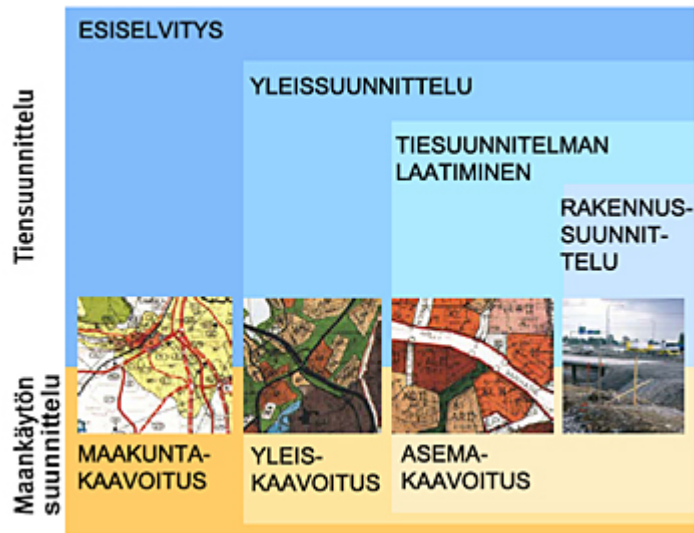 Tiensuunnittelu
Maankäytön
suunnittelu
ESISELVITYS
YLEISSUUNNITTELU
TIESUUNNITELMAN
LAATIMINEN
RAKENNUS-
SUUNNIT-
TELU
MAAKUNTA-
KAAVOITUS
YLEIS-
KAAVOITUS
ASEMA-
KAAVOITUS